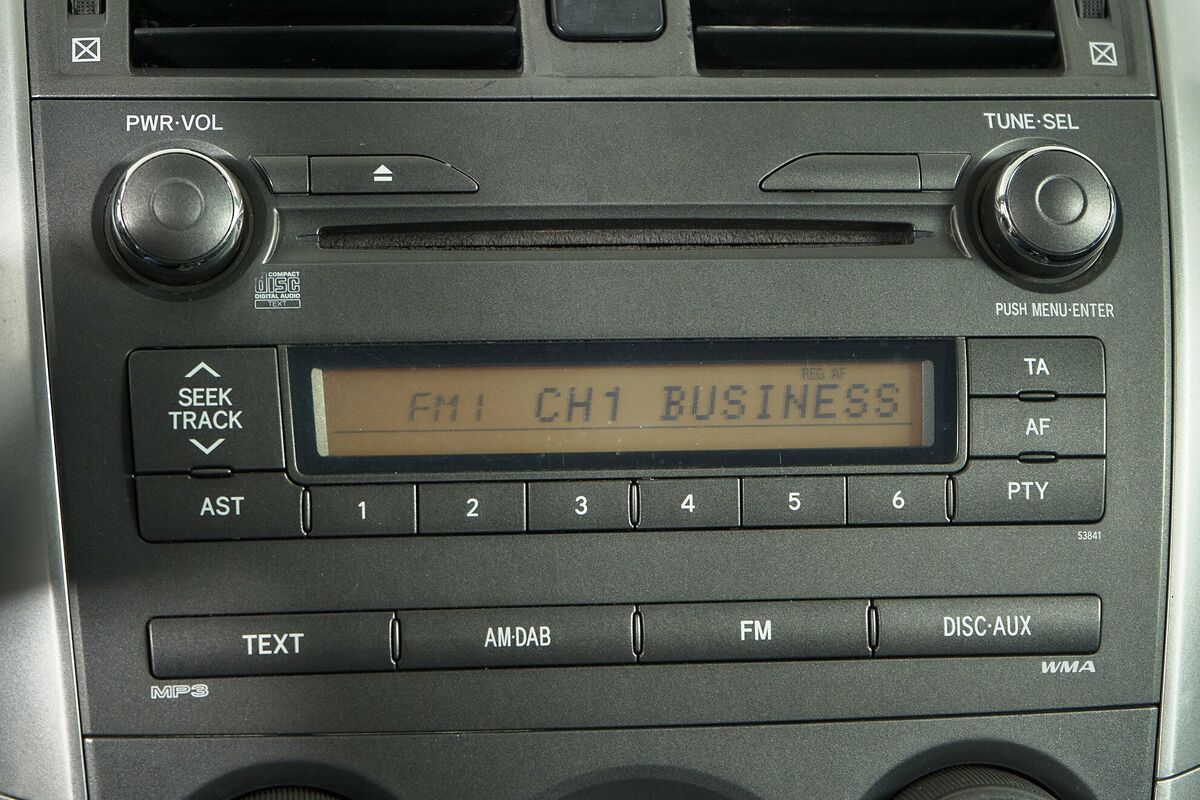 PWR·VOL
TUNE·SEL
COMPACT
disc
DIGITAL AUDIO
TEXT
PUSH MENU·ENTER
SEEK
TRACK
REG AF
FM1 CH1 BUSINESS
TA
AF
AST
1 2 3 4 5 6
PTY
53841
TEXT AM·DAB FM DISC·AUX
MP3
WMA